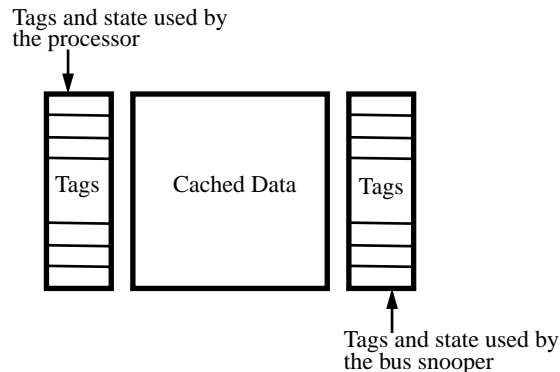 Tags and state used by
the processor
Tags
Cached Data
Tags
Tags and state used by
the bus snooper